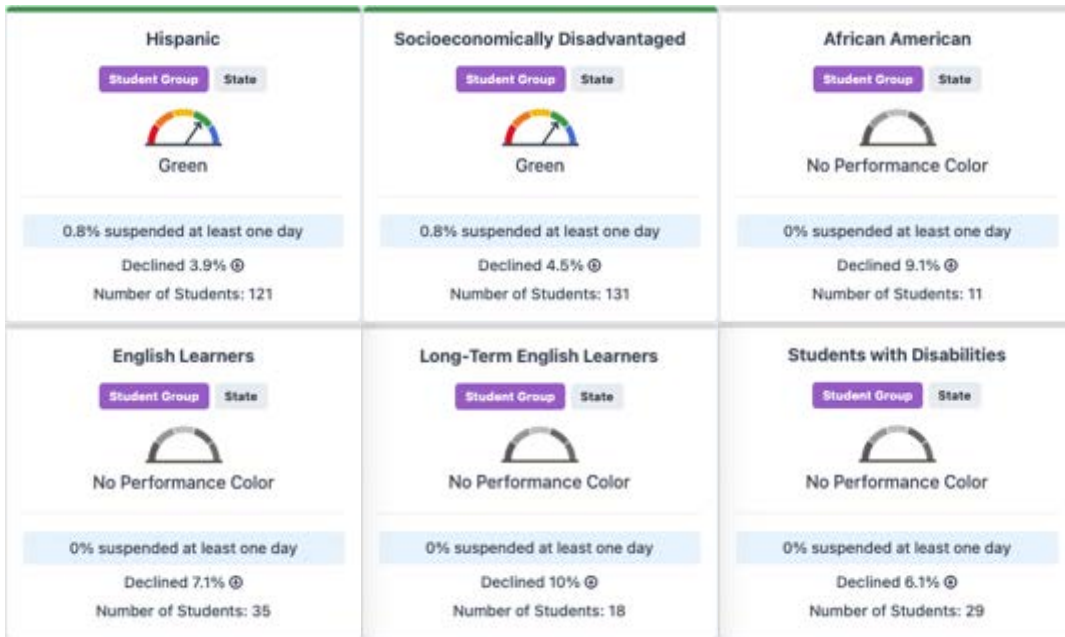 Hispanic
Student Group State
Green
0.8% suspended at least one day
Declined 3.9%
Number of Students: 121
Socioeconomically Disadvantaged
Student Group State
Green
0.8% suspended at least one day
Declined 4.5%
Number of Students: 131
African American
Student Group State
No Performance Color
0% suspended at least one day
Declined 9.1%
Number of Students: 11
English Learners
Student Group State
No Performance Color
0% suspended at least one day
Declined 7.1%
Number of Students: 35
Long-Term English Learners
Student Group State
No Performance Color
0% suspended at least one day
Declined 10%
Number of Students: 18
Students with Disabilities
Student Group State
No Performance Color
0% suspended at least one day
Declined 6.1%
Number of Students: 29